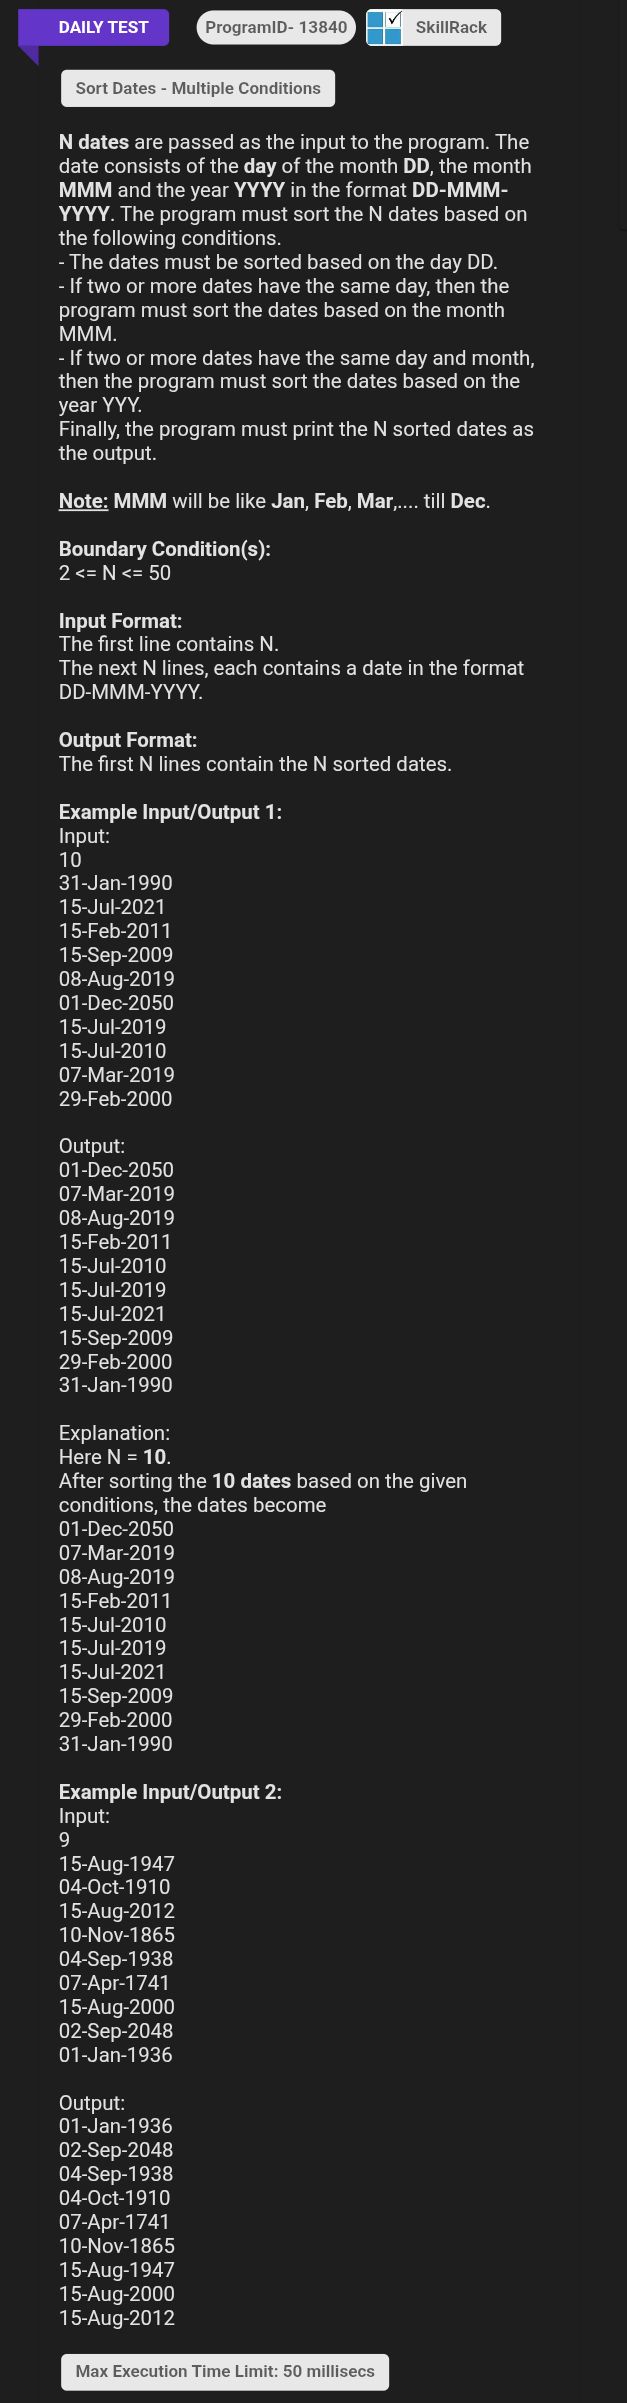 DAILY TEST
ProgramID- 13840
SkillRack
Sort Dates - Multiple Conditions
N dates are passed as the input to the program. The
date consists of the day of the month DD, the month
MMM and the year YYYY in the format DD-MMM-
YYYY. The program must sort the N dates based on
the following conditions.
- The dates must be sorted based on the day DD.
- If two or more dates have the same day, then the
program must sort the dates based on the month
MMM.
- If two or more dates have the same day and month,
then the program must sort the dates based on the
year YYY.
Finally, the program must print the N sorted dates as
the output.
Note: MMM will be like Jan, Feb, Mar,.... till Dec.
Boundary Condition(s):
2 <= N <= 50
Input Format:
The first line contains N.
The next N lines, each contains a date in the format
DD-MMM-YYYY.
Output Format:
The first N lines contain the N sorted dates.
Example Input/Output 1:
Input:
10
31-Jan-1990
15-Jul-2021
15-Feb-2011
15-Sep-2009
08-Aug-2019
01-Dec-2050
15-Jul-2019
15-Jul-2010
07-Mar-2019
29-Feb-2000
Output:
01-Dec-2050
07-Mar-2019
08-Aug-2019
15-Feb-2011
15-Jul-2010
15-Jul-2019
15-Jul-2021
15-Sep-2009
29-Feb-2000
31-Jan-1990
Explanation:
Here N = 10.
After sorting the 10 dates based on the given
conditions, the dates become
01-Dec-2050
07-Mar-2019
08-Aug-2019
15-Feb-2011
15-Jul-2010
15-Jul-2019
15-Jul-2021
15-Sep-2009
29-Feb-2000
31-Jan-1990
Example Input/Output 2:
Input:
9
15-Aug-1947
04-Oct-1910
15-Aug-2012
10-Nov-1865
04-Sep-1938
07-Apr-1741
15-Aug-2000
02-Sep-2048
01-Jan-1936
Output:
01-Jan-1936
02-Sep-2048
04-Sep-1938
04-Oct-1910
07-Apr-1741
10-Nov-1865
15-Aug-1947
15-Aug-2000
15-Aug-2012
Max Execution Time Limit: 50 millisecs